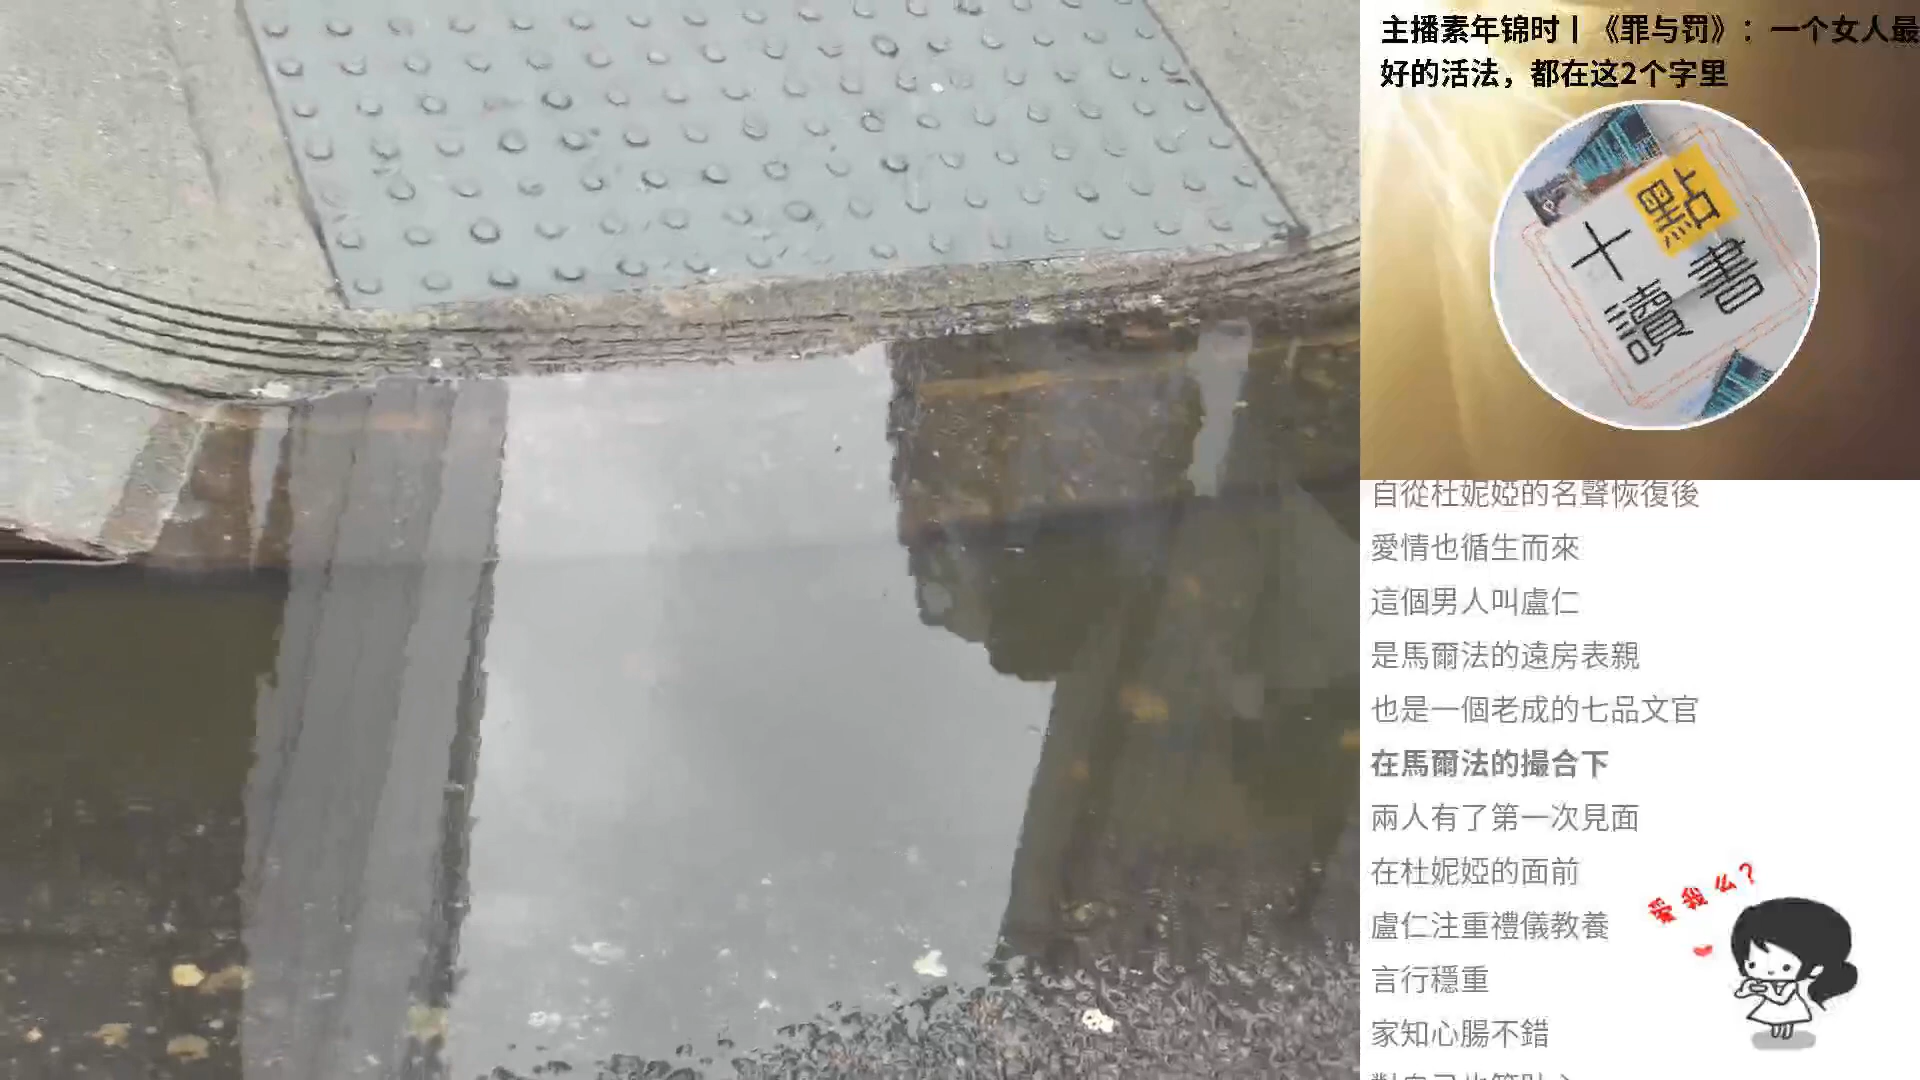 主播素年锦时丨《罪与罚》：一个女人最
好的活法，都在这2个字里
十點
讀書
自從杜妮婭的名聲恢復後
愛情也循生而來
這個男人叫盧仁
是馬爾法的遠房表親
也是一個老成的七品文官
在馬爾法的撮合下
兩人有了第一次見面
在杜妮婭的面前
盧仁注重禮儀教養
言行穩重
家知心腸不錯
爱我么？